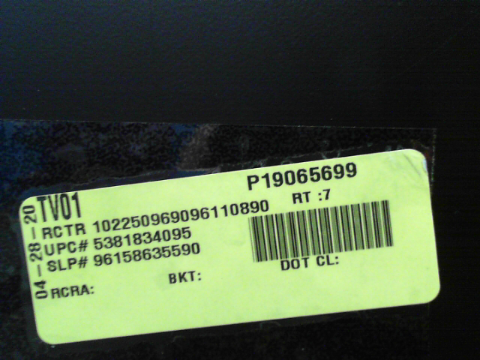 04-28-20
TV01
P19065699
RCTR 102250969096110890
RT :7
UPC# 5381834095
SLP# 96158635590
DOT CL:
BKT:
RCRA: